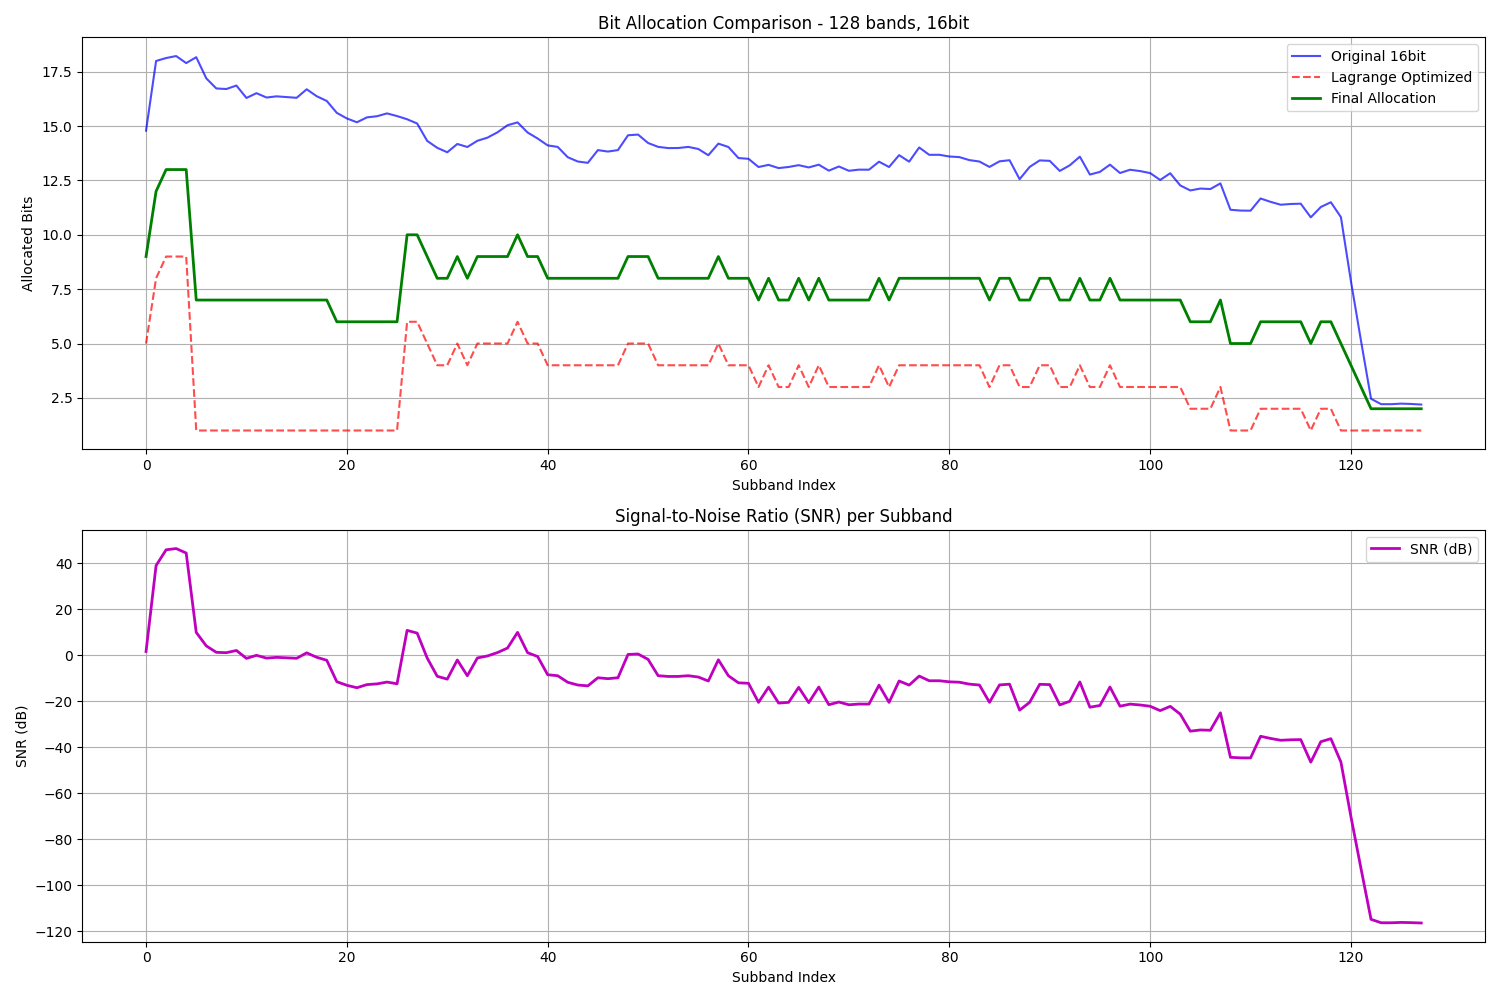 Bit Allocation Comparison - 128 bands, 16bit
Original 16bit
Lagrange Optimized
Final Allocation
Allocated Bits
17.5
15.0
12.5
10.0
7.5
5.0
2.5
0 20 40 60 80 100 120
Subband Index
Signal-to-Noise Ratio (SNR) per Subband
SNR (dB)
SNR (dB)
40
20
0
−20
−40
−60
−80
−100
−120
0 20 40 60 80 100 120
Subband Index